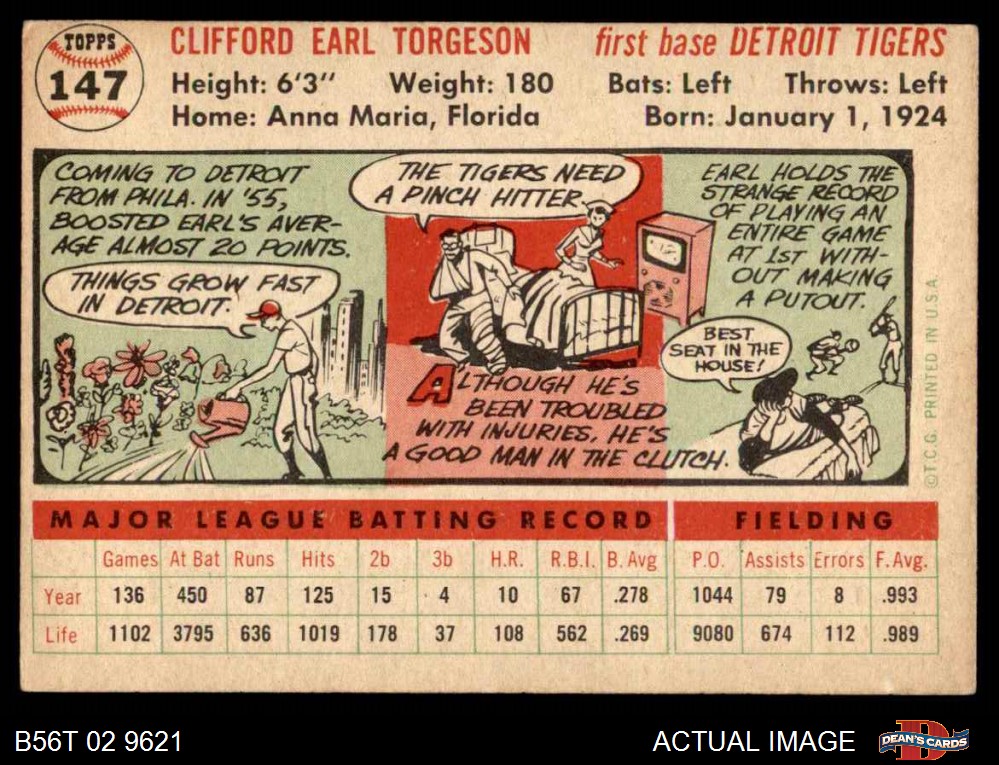 TOPPS
147
CLIFFORD EARL TORGESON first base DETROIT TIGERS
Height: 6'3" Weight: 180 Bats: Left Throws: Left
Home: Anna Maria, Florida Born: January 1, 1924
COMING TO DETROIT
FROM PHILA. IN '55,
BOOSTED EARL'S AVER-
AGE ALMOST 20 POINTS.
THINGS GROW FAST
IN DETROIT.
THE TIGERS NEED
A PINCH HITTER.
ALTHOUGH HE'S
BEEN TROUBLED
WITH INJURIES, HE'S
A GOOD MAN IN THE CLUTCH.
EARL HOLDS THE
STRANGE RECORD
OF PLAYING AN
ENTIRE GAME
AT 1ST WITH-
OUT MAKING
A PUTOUT.
BEST
SEAT IN THE
HOUSE!
©T.C.G. PRINTED IN U.S.A.
MAJOR LEAGUE BATTING RECORD FIELDING
Games At Bat Runs Hits 2b 3b H.R. R.B.I. B. Avg P.O. Assists Errors F. Avg.
Year 136 450 87 125 15 4 10 67 .278 1044 79 8 .993
Life 1102 3795 636 1019 178 37 108 562 .269 9080 674 112 .989
B56T 02 9621 ACTUAL IMAGE DEAN'S CARDS